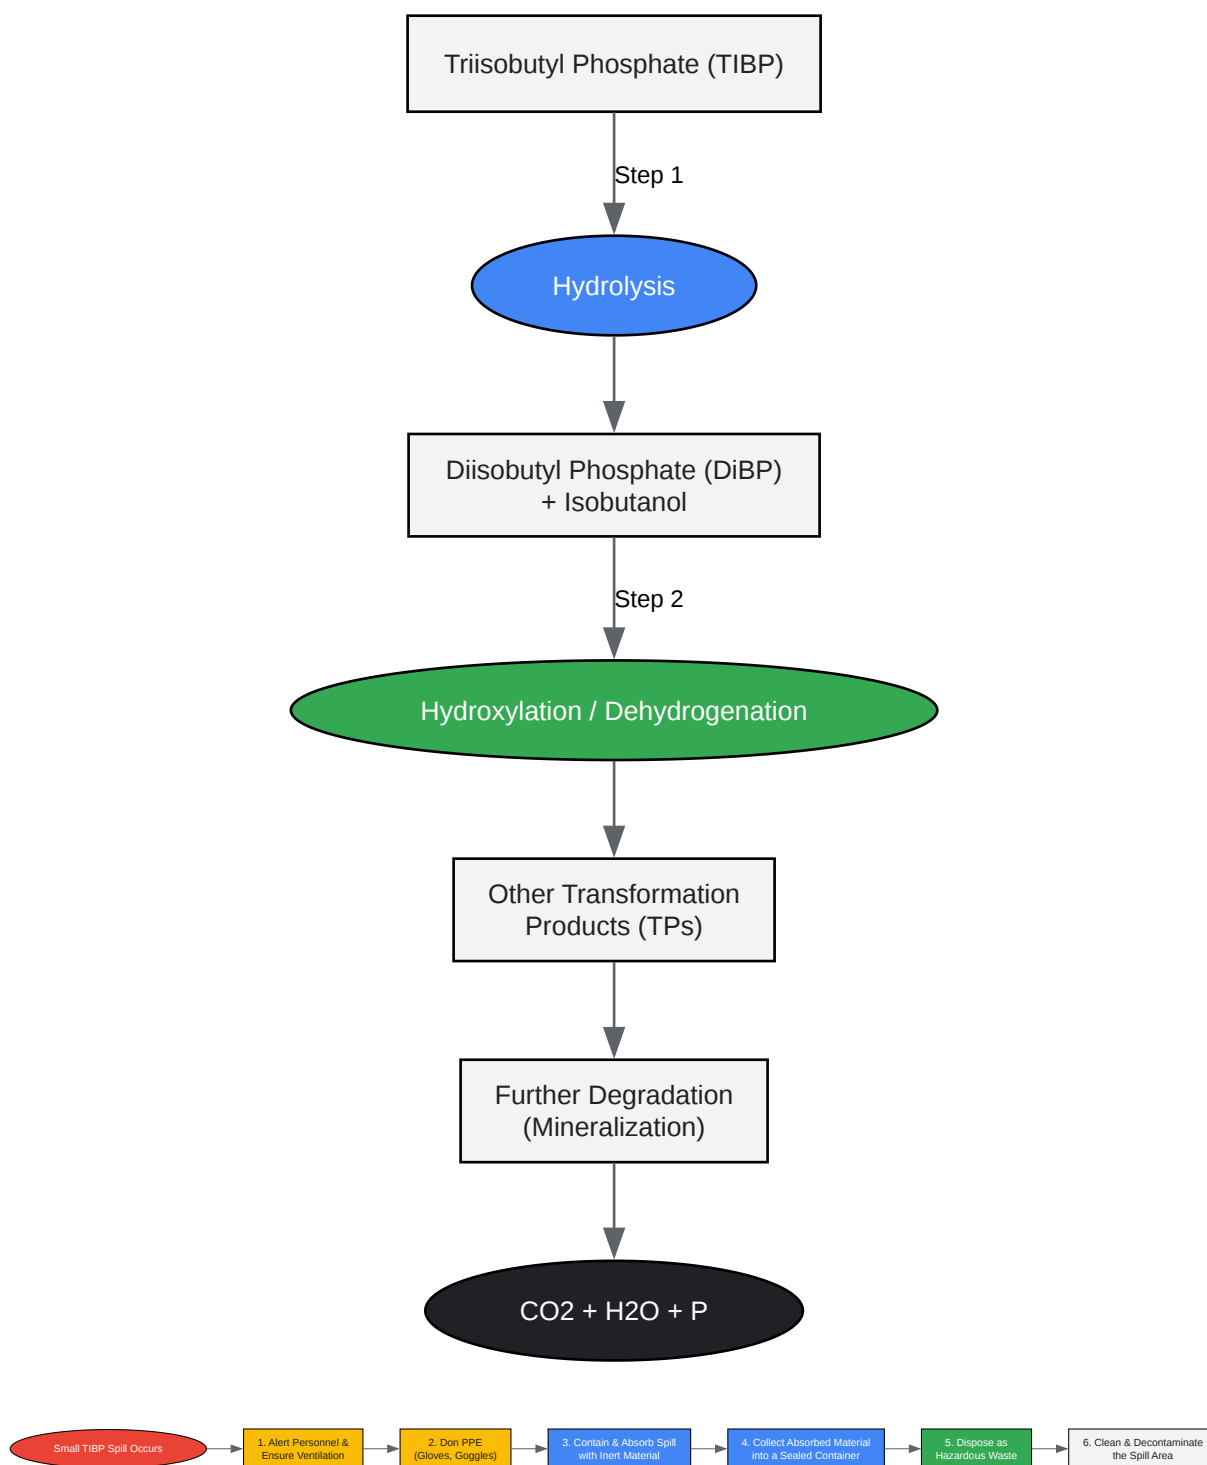 Triisobutyl Phosphate (TIBP)
Step 1
Hydrolysis
Diisobutyl Phosphate (DiBP)
+ Isobutanol
Step 2
Hydroxylation / Dehydrogenation
Other Transformation
Products (TPs)
Further Degradation
(Mineralization)
CO2 + H2O + P
Small TIBP Spill Occurs
1. Alert Personnel &
Ensure Ventilation
2. Don PPE
(Gloves, Goggles)
3. Contain & Absorb Spill
with Inert Material
4. Collect Absorbed Material
into a Sealed Container
5. Dispose as
Hazardous Waste
6. Clean & Decontaminate
the Spill Area